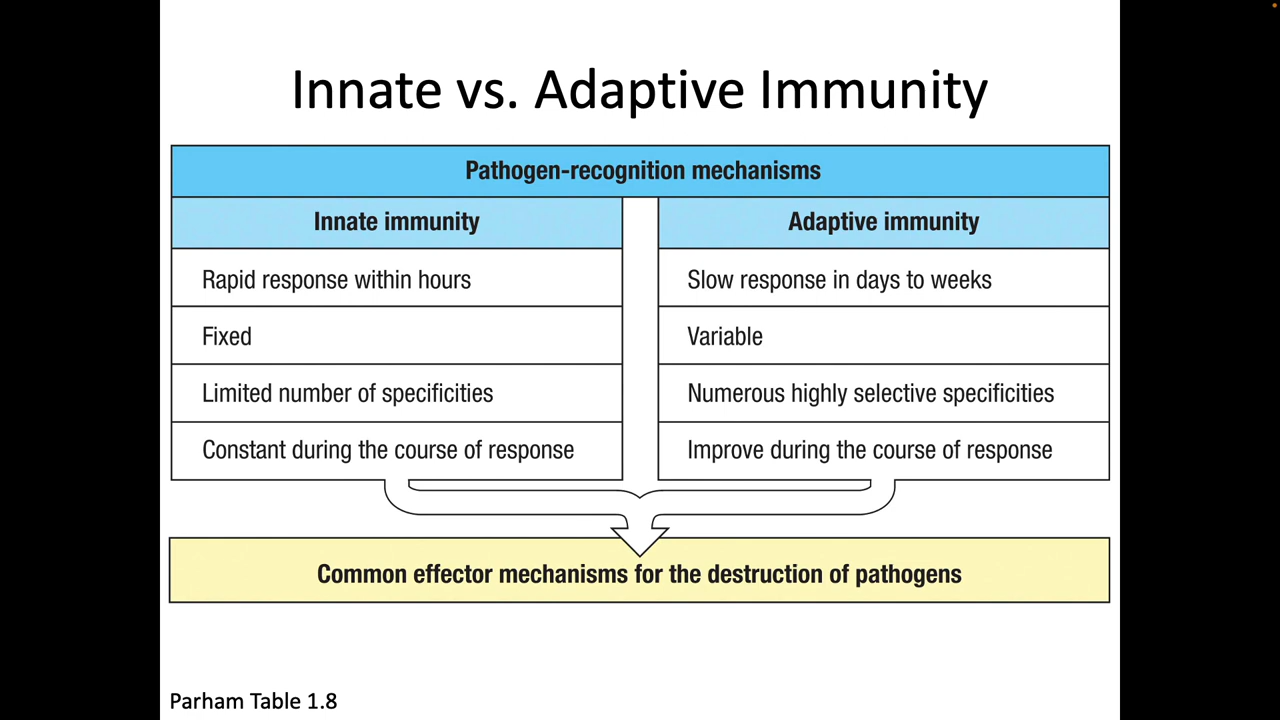 Innate vs. Adaptive Immunity
Pathogen-recognition mechanisms
Innate immunity
Adaptive immunity
Rapid response within hours
Slow response in days to weeks
Fixed
Variable
Limited number of specificities
Numerous highly selective specificities
Constant during the course of response
Improve during the course of response
Common effector mechanisms for the destruction of pathogens
Parham Table 1.8